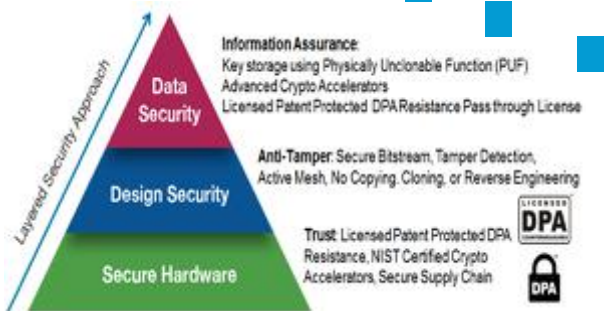 Layered Security Approach
Data
Security
Information Assurance:
Key storage using Physically Unclonable Function (PUF)
Advanced Crypto Accelerators
Licensed Patent Protected DPA Resistance Pass through License
Design Security
Anti-Tamper: Secure Bitstream, Tamper Detection,
Active Mesh, No Copying. Cloning, or Reverse Engineering
Secure Hardware
Trust: Licensed Patent Protected DPA
Resistance, NIST Certified Crypto
Accelerators, Secure Supply Chain
LICENSED
DPA
DPA